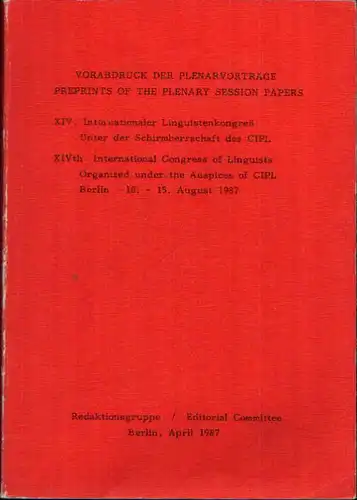 VORABDRUCK DER PLENARVORTRÄGE
PREPRINTS OF THE PLENARY SESSION PAPERS
XIV. Internationaler Linguistenkongreß
Unter der Schirmherrschaft des CIPL
XIVth International Congress of Linguists
Organized under the Auspices of CIPL
Berlin 10. - 15. August 1987
Redaktionsgruppe / Editorial Committee
Berlin, April 1987